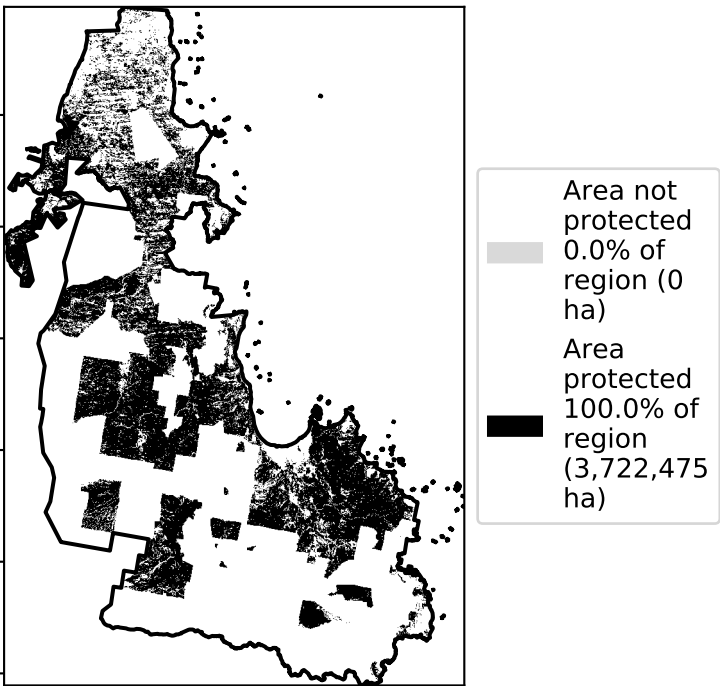 Area not
protected
0.0% of
region (0
ha)
Area
protected
100.0% of
region
(3,722,475
ha)